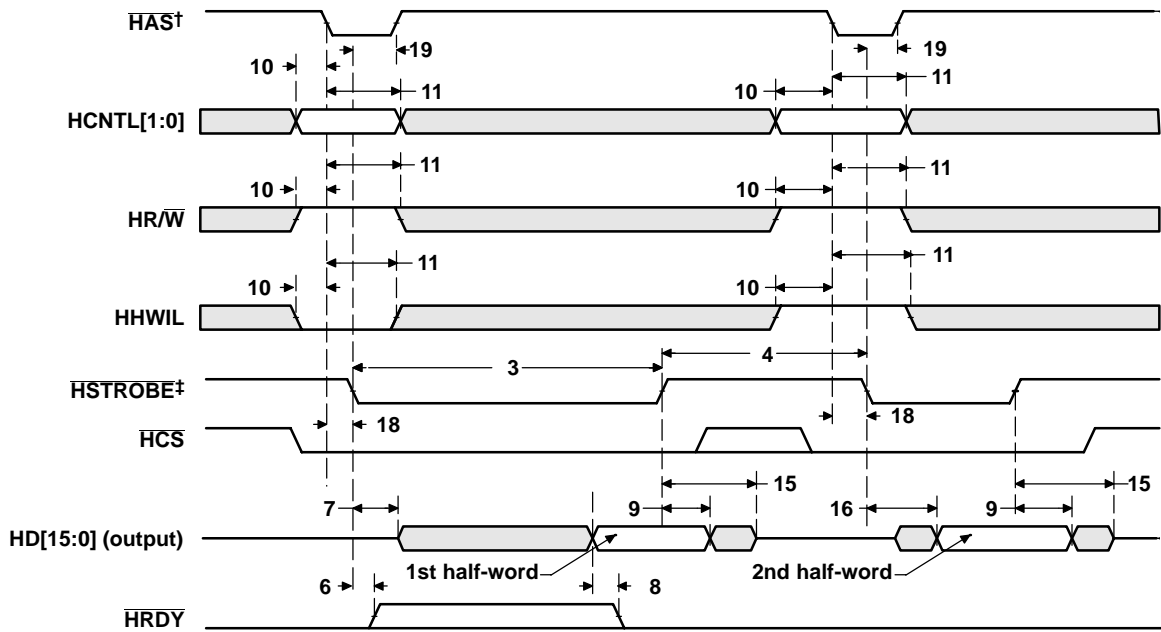 HAS†
19
19
10
11
10
11
HCNTL[1:0]
11
11
10
10
HR/W
11
11
10
10
HHWIL
3
4
HSTROBE‡
18
18
HCS
15
15
7
9
16
9
HD[15:0] (output)
1st half-word
2nd half-word
6
8
HRDY